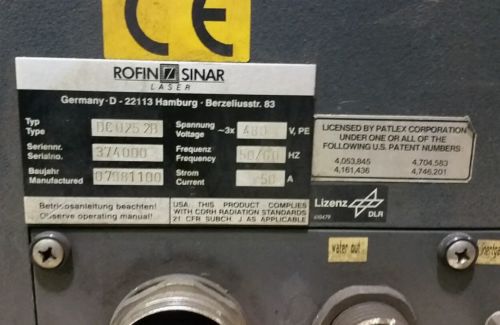 CE
ROFIN SINAR
LASER
Germany · D - 22113 Hamburg · Berzeliusstr. 83
Typ
Type DC025 2B
Spannung
Voltage ~3x 480 V, PE
Seriennr.
Serialno. 374000
Frequenz
Frequency 50/60 HZ
Baujahr
Manufactured 07981100
Strom
Current 50 A
Betriebsanleitung beachten!
Observe operating manual!
USA: THIS PRODUCT COMPLIES
WITH CDRH RADIATION STANDARDS
21 CFR SUBCH. J AS APPLICABLE
LICENSED BY PATLEX CORPORATION
UNDER ONE OR ALL OF THE
FOLLOWING U.S. PATENT NUMBERS:
4,053,845 4,704,583
4,161,436 4,746,201
Lizenz DLR
water out